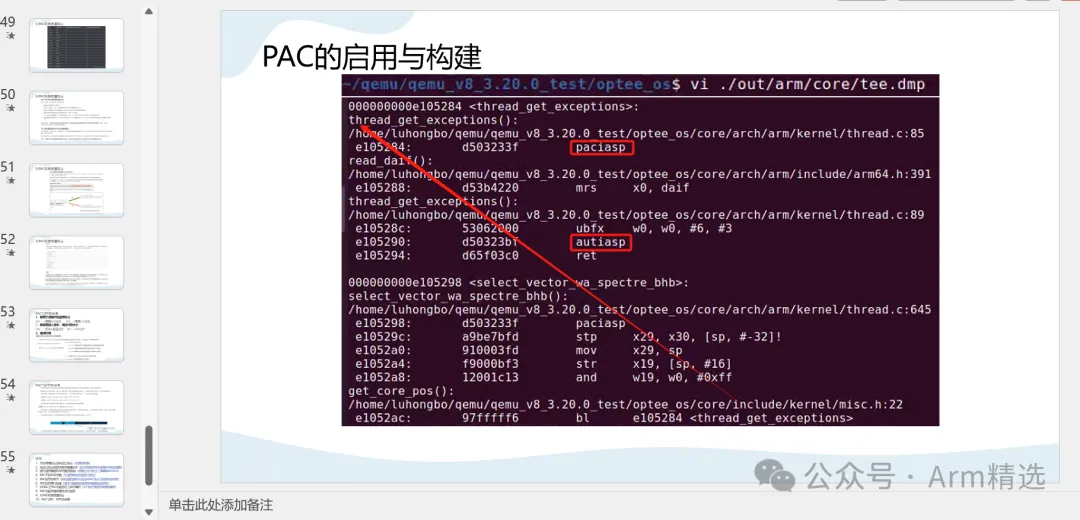 49
50
51
52
53
54
55
PAC的启用与构建
~/qemu/qemu_v8_3.20.0_test/optee_os$ vi ./out/arm/core/tee.dmp
000000000e105284 <thread_get_exceptions>:
thread_get_exceptions():
/home/luhongbo/qemu/qemu_v8_3.20.0_test/optee_os/core/arch/arm/kernel/thread.c:85
e105284: d503233f paciasp
read_daif():
/home/luhongbo/qemu/qemu_v8_3.20.0_test/optee_os/core/arch/arm/include/arm64.h:391
e105288: d53b4220 mrs x0, daif
thread_get_exceptions():
/home/luhongbo/qemu/qemu_v8_3.20.0_test/optee_os/core/arch/arm/kernel/thread.c:89
e10528c: 53062000 ubfx w0, w0, #6, #3
e105290: d50323bf autiasp
e105294: d65f03c0 ret
000000000e105298 <select_vector_wa_spectre_bhb>:
select_vector_wa_spectre_bhb():
/home/luhongbo/qemu/qemu_v8_3.20.0_test/optee_os/core/arch/arm/kernel/thread.c:645
e105298: d503233f paciasp
e10529c: a9be7bfd stp x29, x30, [sp, #-32]!
e1052a0: 910003fd mov x29, sp
e1052a4: f9000bf3 str x19, [sp, #16]
e1052a8: 12001c13 and w19, w0, #0xff
get_core_pos():
/home/luhongbo/qemu/qemu_v8_3.20.0_test/optee_os/core/include/kernel/misc.h:22
e1052ac: 97fffff6 bl e105284 <thread_get_exceptions>
公众号 · Arm精选
单击此处添加备注